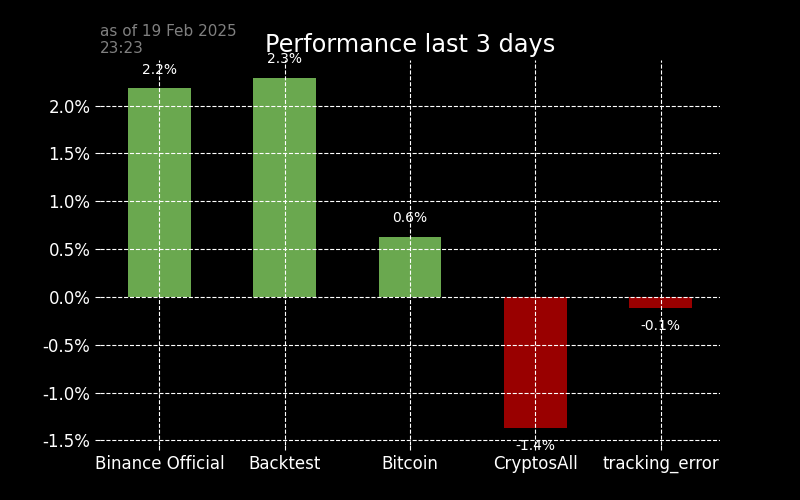 as of 19 Feb 2025
23:23
Performance last 3 days
2.2%
2.3%
0.6%
-1.4%
-0.1%
2.0%
1.5%
1.0%
0.5%
0.0%
-0.5%
-1.0%
-1.5%
Binance Official
Backtest
Bitcoin
CryptosAll
tracking_error